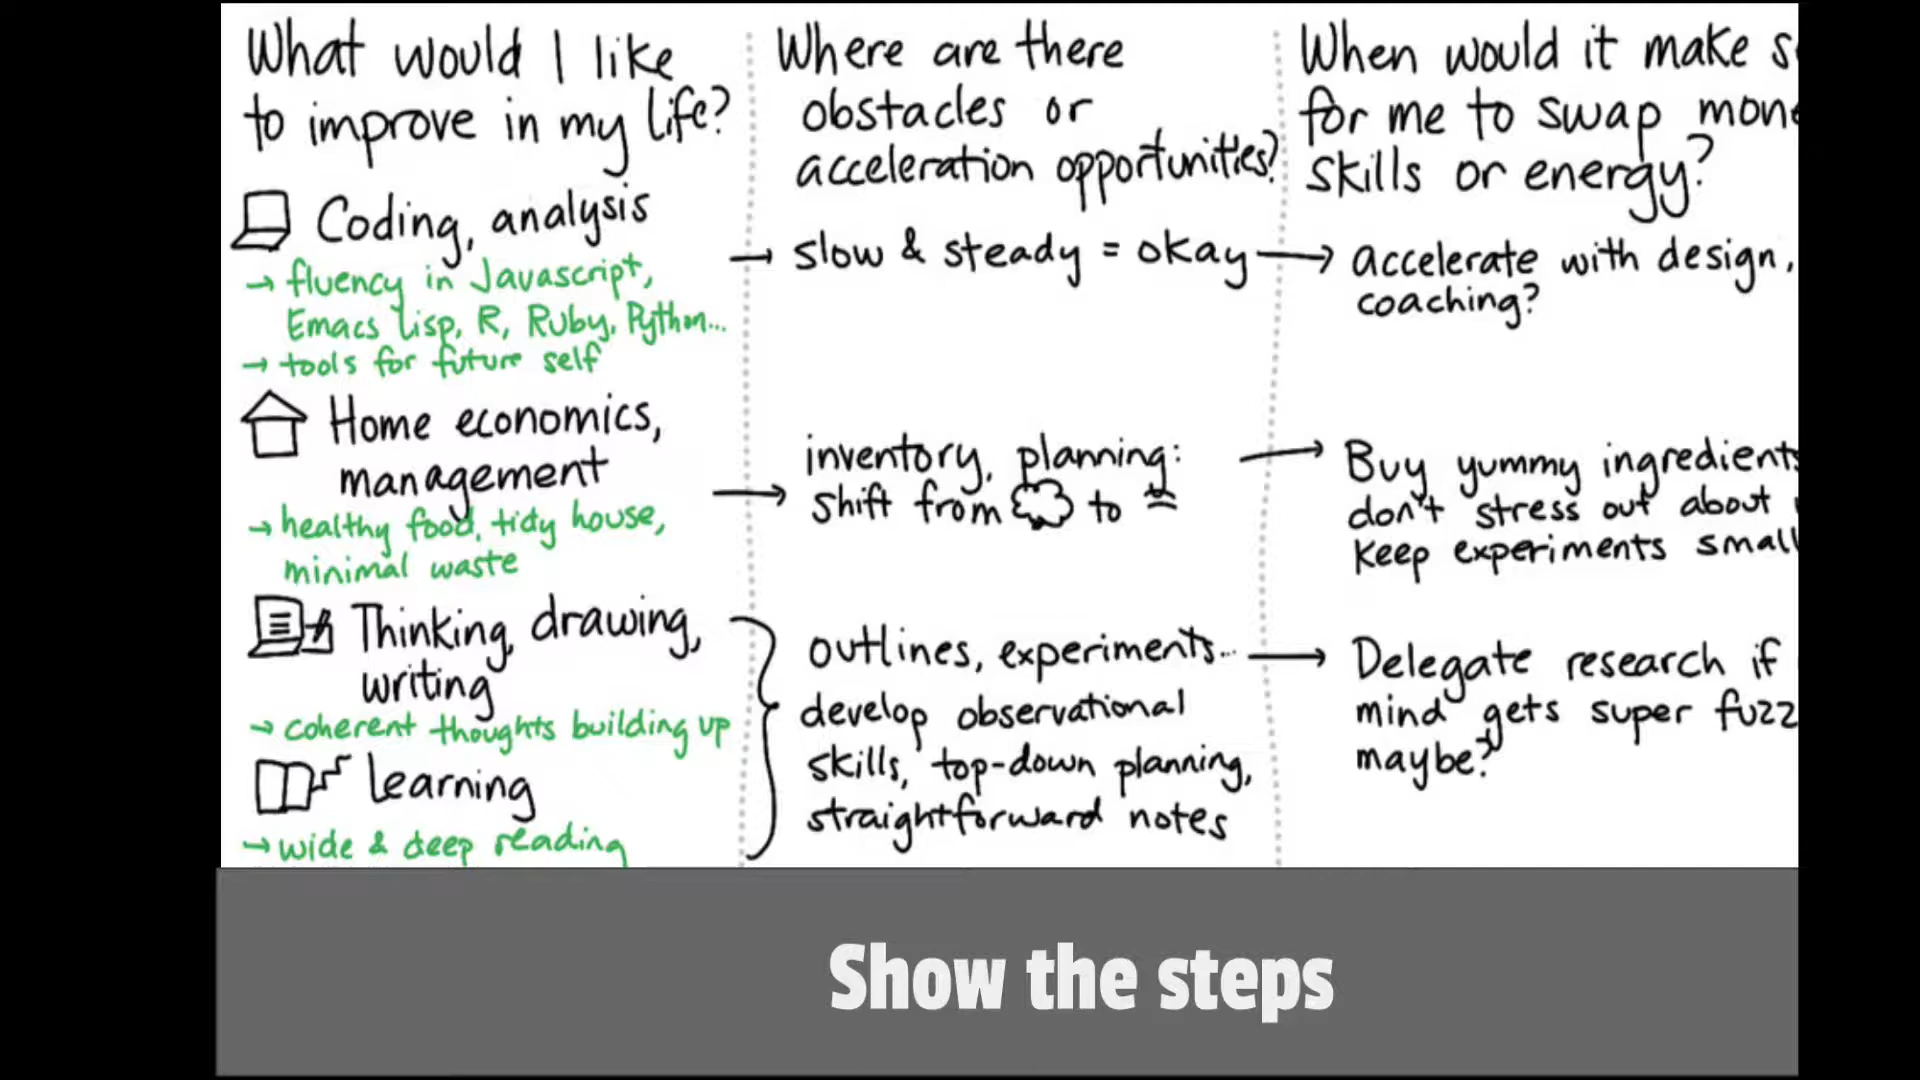 What would I like
to improve in my life?
Coding, analysis
→ fluency in Javascript,
Emacs Lisp, R, Ruby, Python...
→ tools for future self
Home economics,
management
→ healthy food, tidy house,
minimal waste
Thinking, drawing,
writing
→ coherent thoughts building up
Learning
→ wide & deep reading
Where are there
obstacles or
acceleration opportunities?
→ slow & steady = okay
→ inventory, planning:
shift from to
outlines, experiments...
develop observational
skills, top-down planning,
straightforward notes
When would it make
for me to swap
skills or energy?
→ Accelerate with design,
coaching?
→ Buy yummy ingredients
don't stress out about
keep experiments small
→ Delegate research if
mind gets super
maybe?
Show the steps